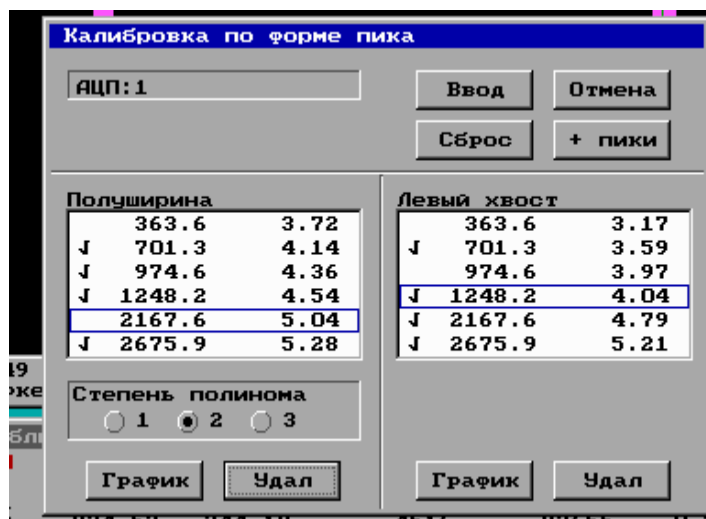 Калибровка по форме пика
АЦП:1
Ввод Отмена
Сброс + пики
Полуширина
363.6 3.72
√ 701.3 4.14
√ 974.6 4.36
√ 1248.2 4.54
2167.6 5.04
√ 2675.9 5.28
Левый хвост
363.6 3.17
√ 701.3 3.59
974.6 3.97
√ 1248.2 4.04
√ 2167.6 4.79
√ 2675.9 5.21
Степень полинома
1 2 3
График Удал
График Удал